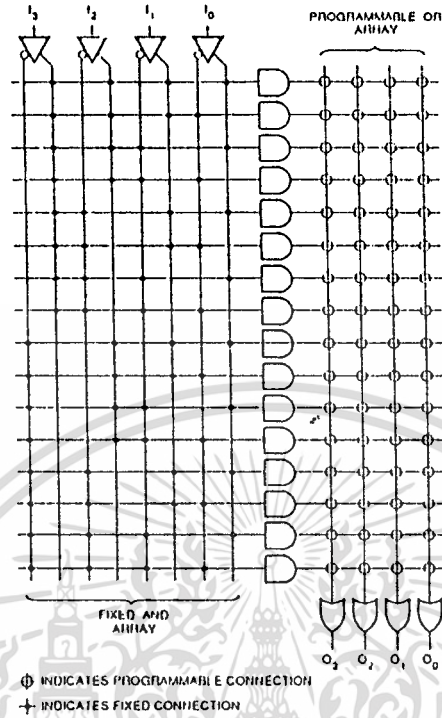 I3 I2 I1 I0
PROGRAMMABLE OR
ARRAY
FIXED AND
ARRAY
O3 O2 O1 O0
INDICATES PROGRAMMABLE CONNECTION
INDICATES FIXED CONNECTION